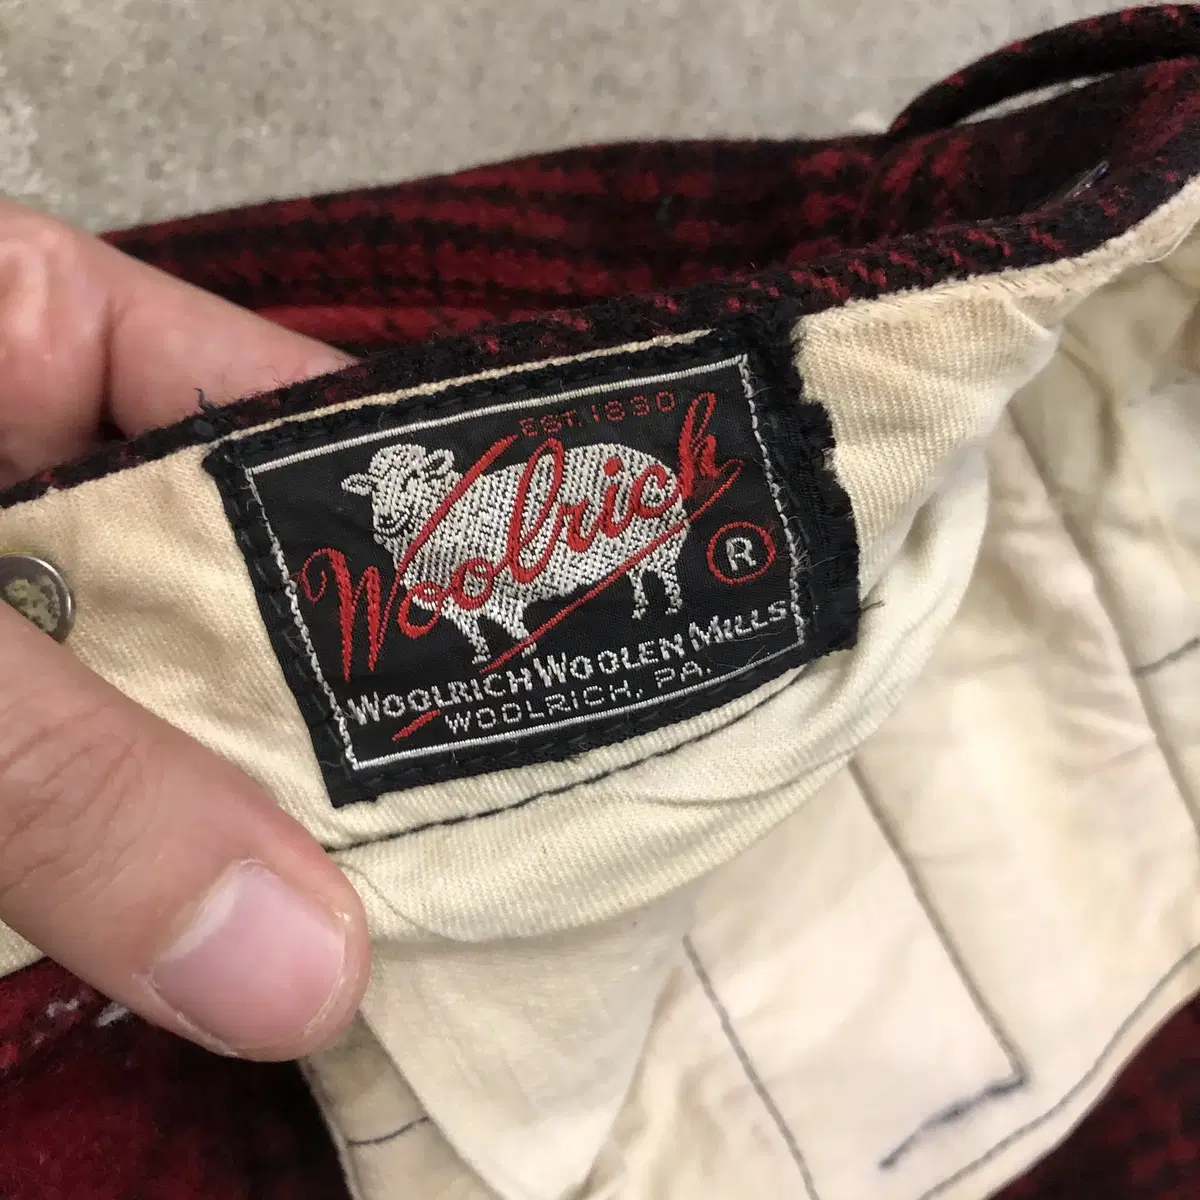 EST. 1830
Woolrich
R
WOOLRICH WOOLEN MILLS
WOOLRICH, PA.